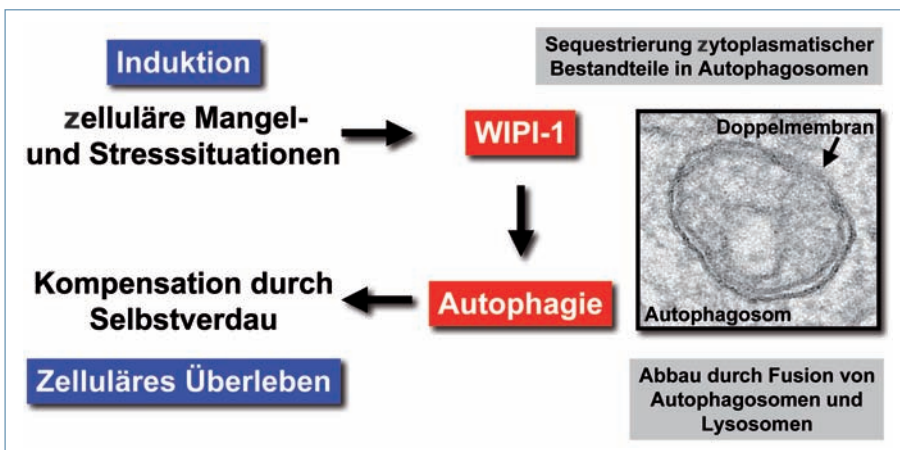 Induktion
zelluläre Mangel-
und Stresssituationen
WIPI-1
Autophagie
Kompensation durch
Selbstverdau
Zelluläres Überleben
Sequestrierung zytoplasmatischer
Bestandteile in Autophagosomen
Doppelmembran
Autophagosom
Abbau durch Fusion von
Autophagosomen und
Lysosomen